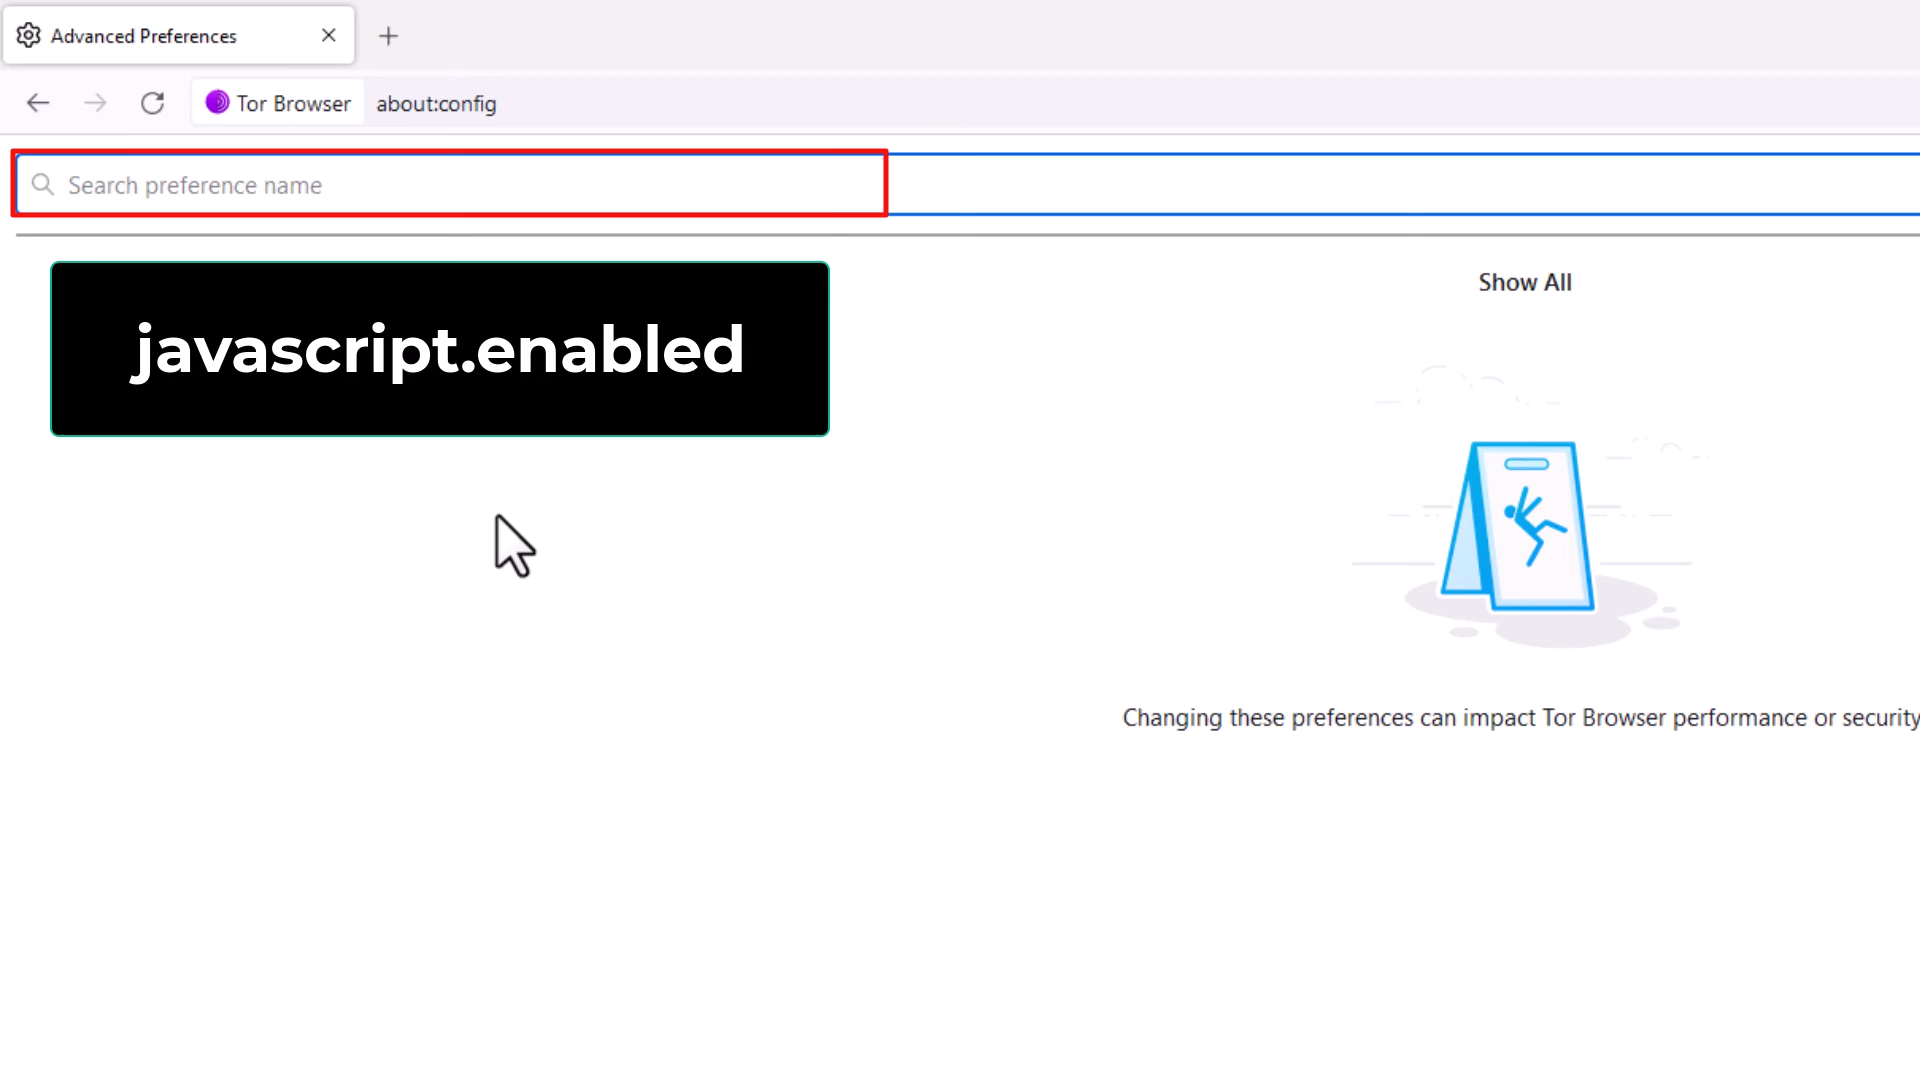 Advanced Preferences
Tor Browser about:config
Search preference name
Show All
javascript.enabled
Changing these preferences can impact Tor Browser performance or security